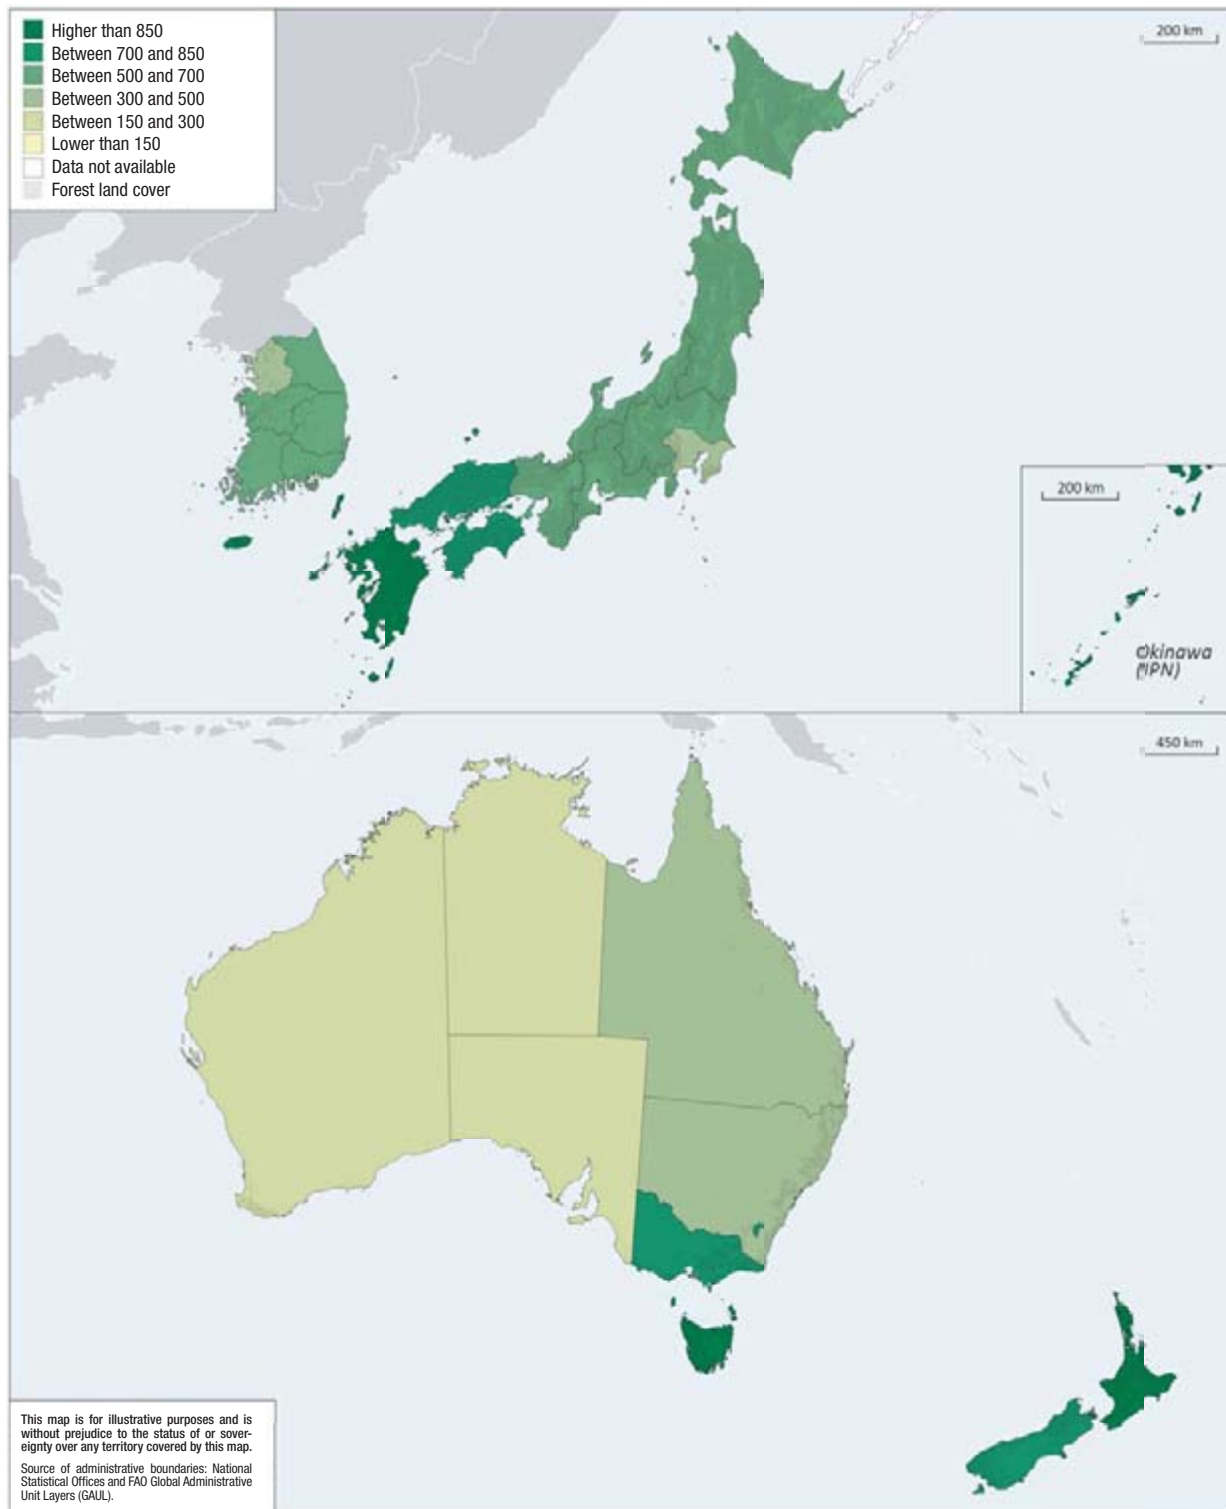 Higher than 850
Between 700 and 850
Between 500 and 700
Between 300 and 500
Between 150 and 300
Lower than 150
Data not available
Forest land cover
200 km
200 km
Okinawa
(JPN)
450 km
This map is for illustrative purposes and is
without prejudice to the status of or sover-
eignty over any territory covered by this map.
Source of administrative boundaries: National
Statistical Offices and FAO Global Administrative
Unit Layers (GAUL).